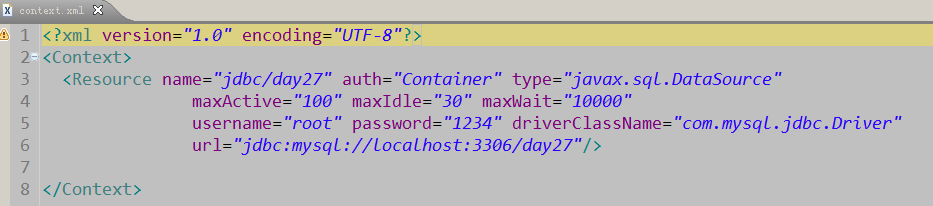 context.xml
1 <?xml version="1.0" encoding="UTF-8"?>
2 <Context>
3 <Resource name="jdbc/day27" auth="Container" type="javax.sql.DataSource"
4 maxActive="100" maxIdle="30" maxWait="10000"
5 username="root" password="1234" driverClassName="com.mysql.jdbc.Driver"
6 url="jdbc:mysql://localhost:3306/day27"/>
7
8 </Context>